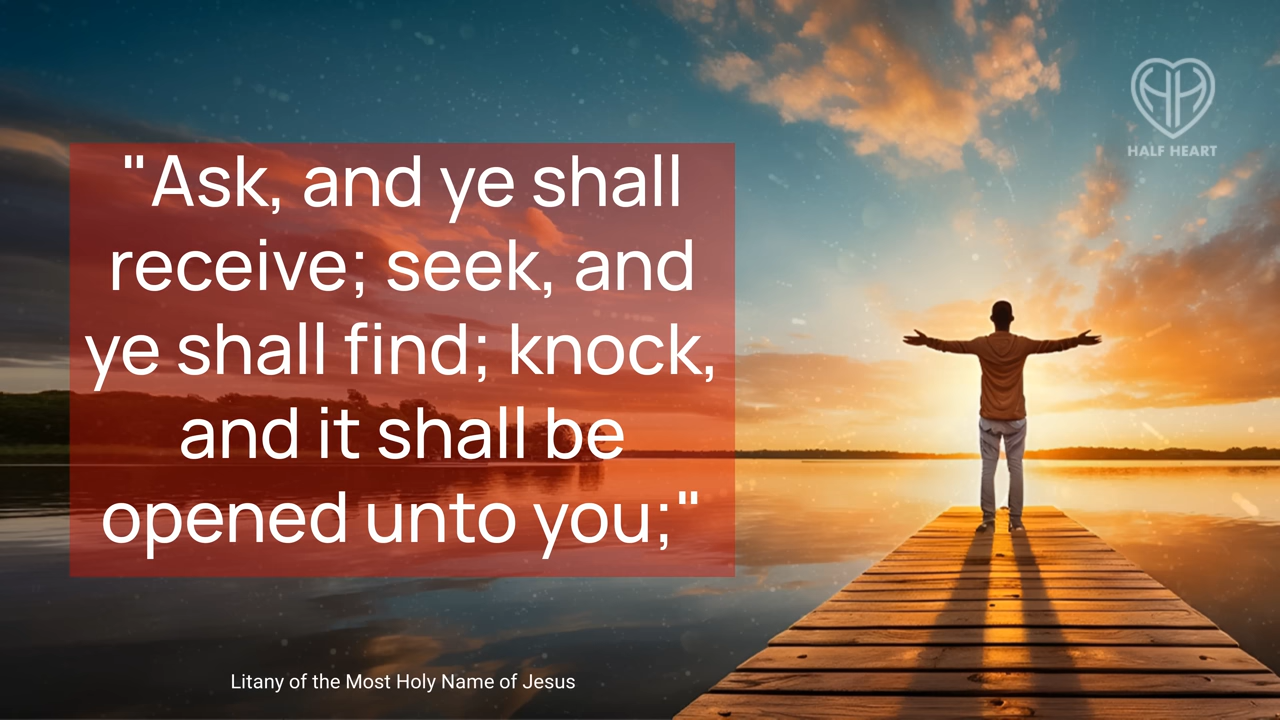 "Ask, and ye shall
receive; seek, and
ye shall find; knock,
and it shall be
opened unto you;"
Litany of the Most Holy Name of Jesus
HALF HEART